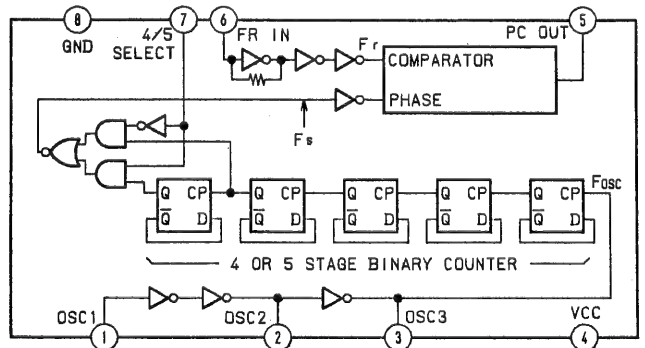 8 7 6 5
GND
4/5
SELECT
FR IN
Fr
PC OUT
COMPARATOR
PHASE
Fs
Q CP Q CP Q CP Q CP Q CP
Fosc
Q̅ D Q̅ D Q̅ D Q̅ D Q̅ D
4 OR 5 STAGE BINARY COUNTER
OSC1 OSC2 OSC3 VCC
1 2 3 4